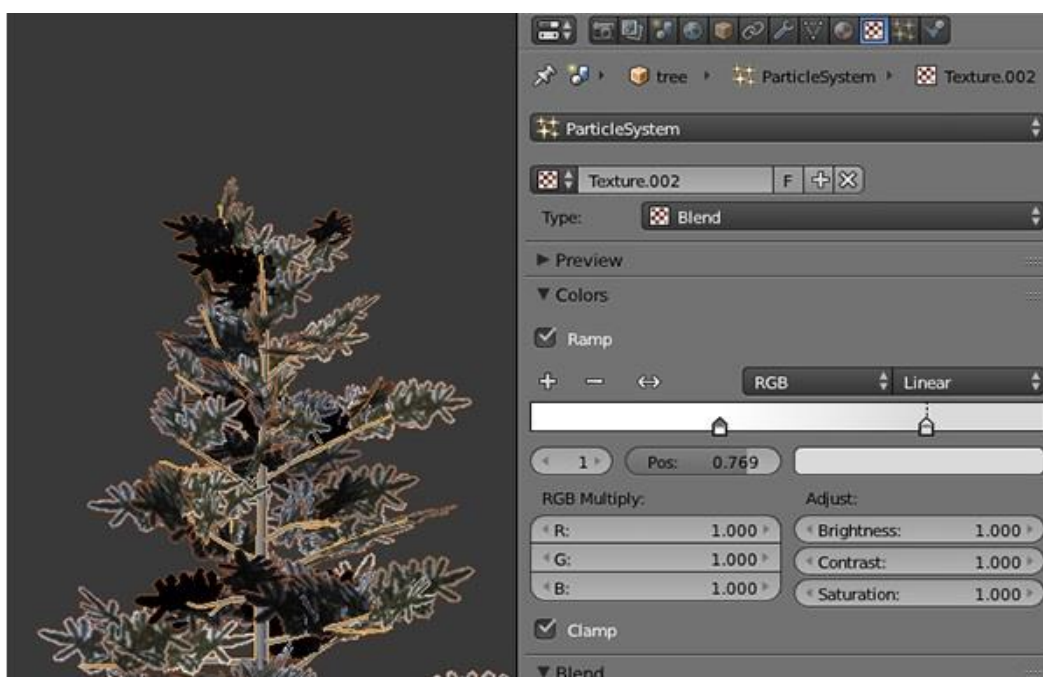 tree ParticleSystem Texture.002
ParticleSystem
Texture.002 F
Type: Blend
Preview
Colors
Ramp
RGB Linear
1 Pos: 0.769
RGB Multiply: Adjust:
R: 1.000 Brightness: 1.000
G: 1.000 Contrast: 1.000
B: 1.000 Saturation: 1.000
Clamp
Blend